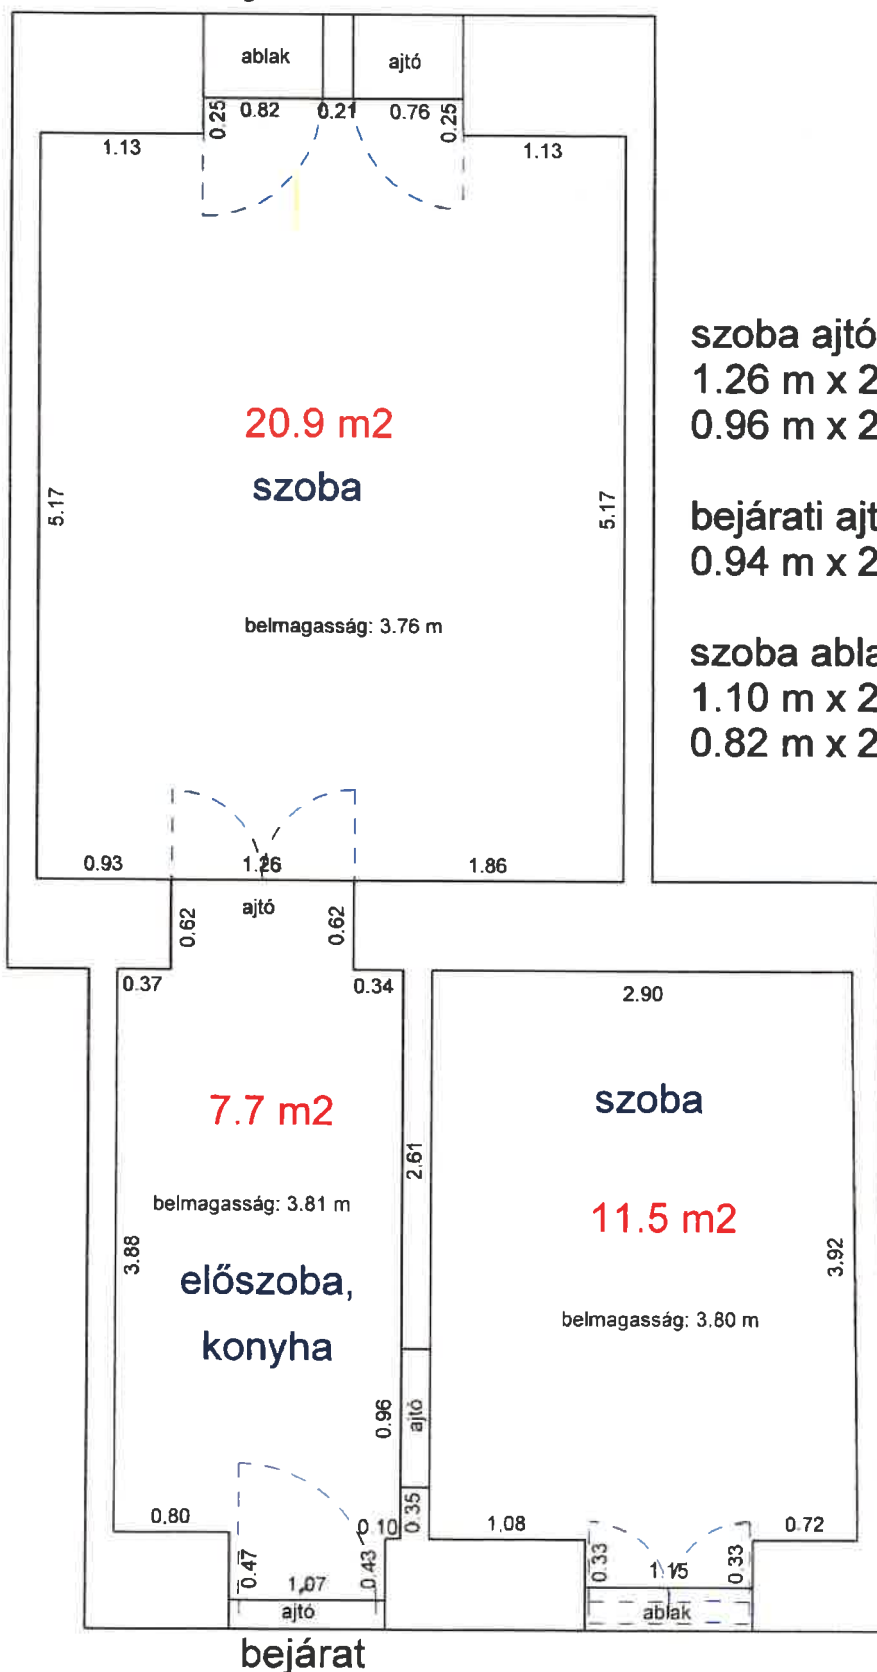 ablak
ajtó
0.25
0.82
0.21
0.76
0.25
1.13
1.13
20.9 m2
szoba
5.17
5.17
belmagasság: 3.76 m
szoba ajtó
1.26 m x 2
0.96 m x 2
bejárati ajt
0.94 m x 2
szoba abla
1.10 m x 2
0.82 m x 2
0.93
1.26
1.86
ajtó
0.62
0.62
0.37
0.34
2.90
7.7 m2
szoba
2.61
belmagasság: 3.81 m
11.5 m2
3.88
3.92
előszoba,
konyha
belmagasság: 3.80 m
0.96
ajtó
0.80
0.10
0.35
1.08
0.72
0.47
0.43
1.07
0.33
1.15
0.33
ajtó
ablak
bejárat